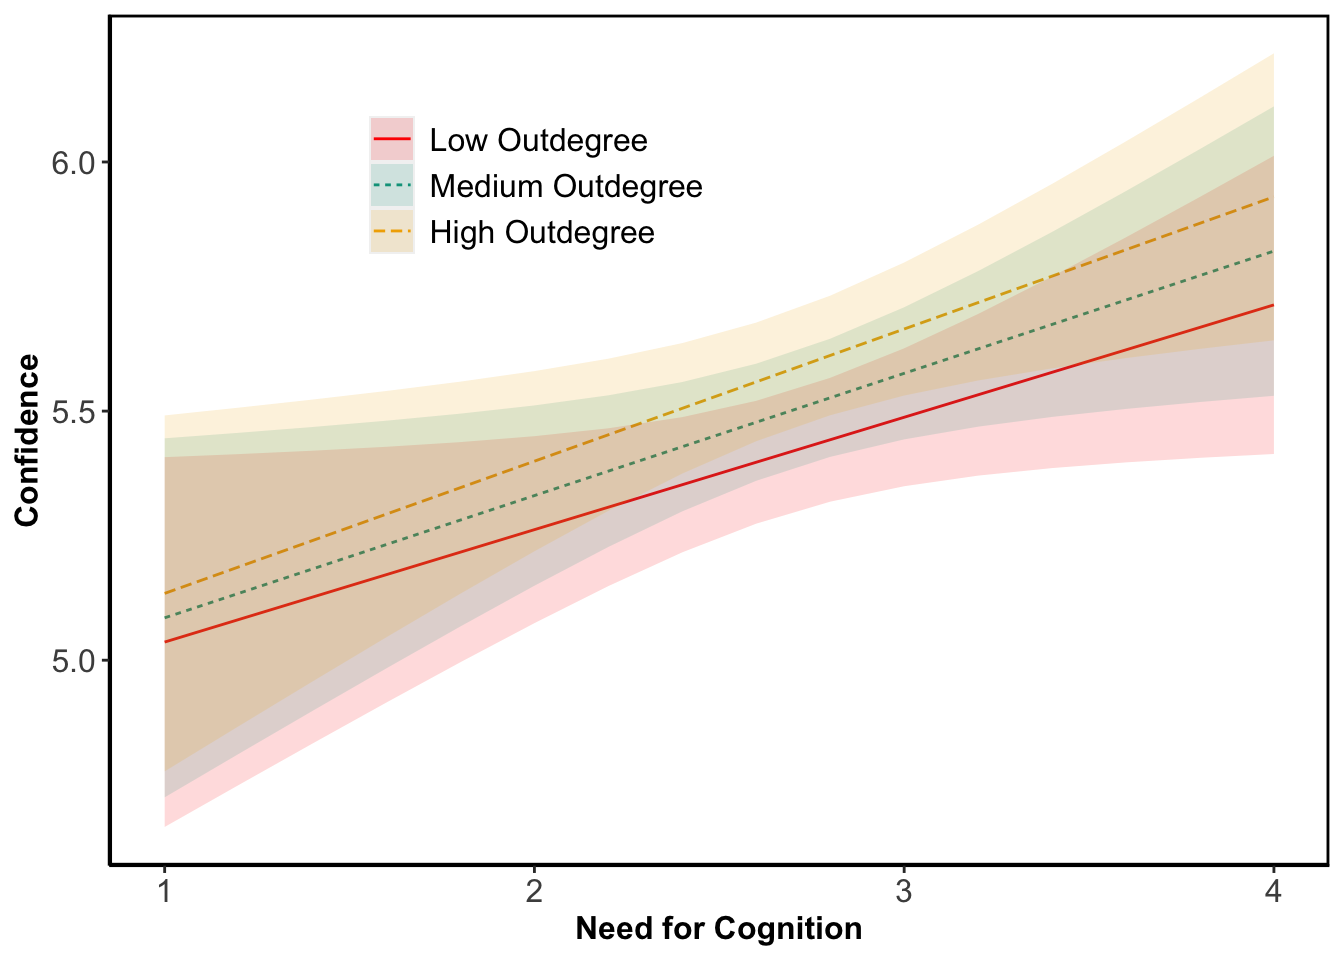 Low Outdegree
Medium Outdegree
High Outdegree
6.0
5.5
5.0
Confidence
1 2 3 4
Need for Cognition